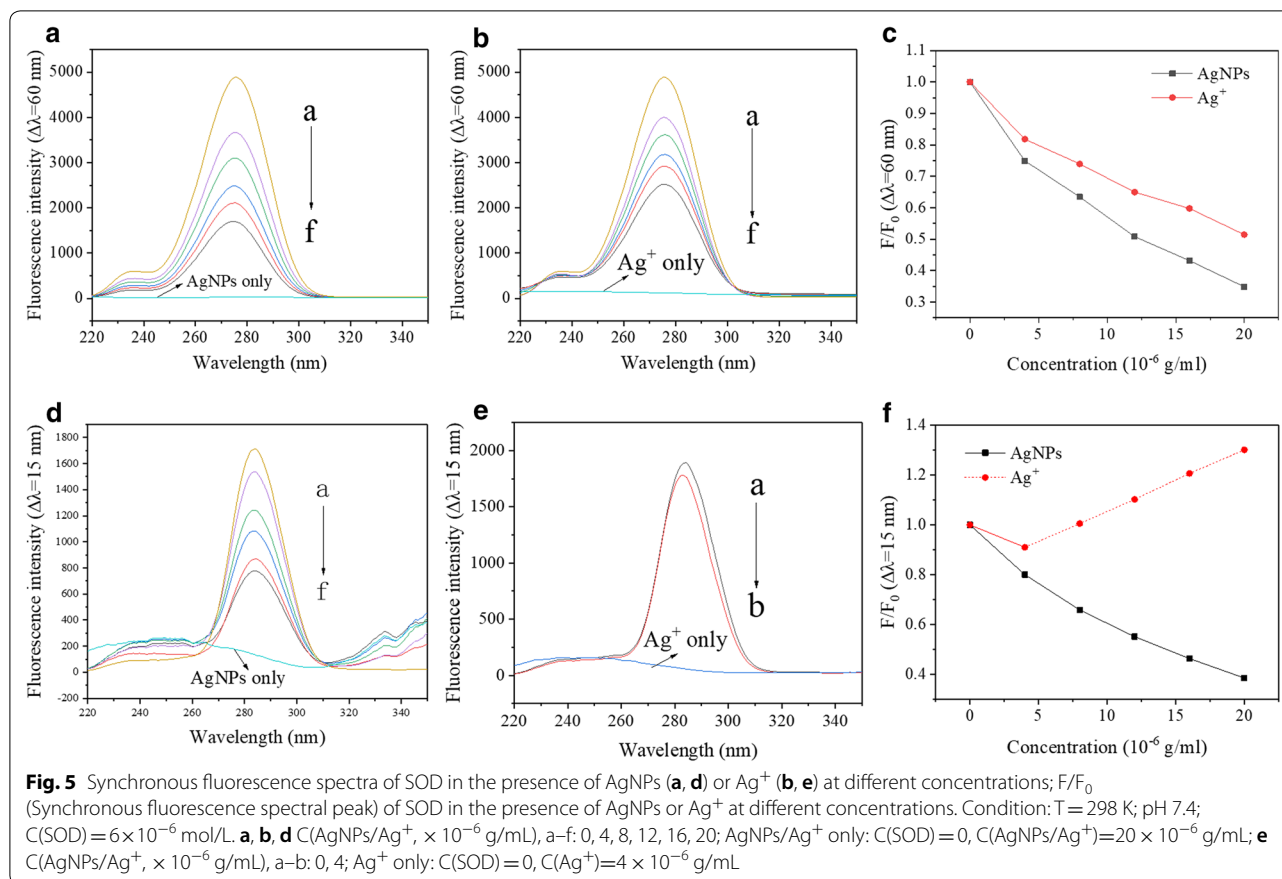 a
Fluorescence intensity (Δλ=60 nm)
5000
4000
3000
2000
1000
0
a
f
AgNPs only
220 240 260 280 300 320 340
Wavelength (nm)
b
Fluorescence intensity (Δλ=60 nm)
5000
4000
3000
2000
1000
0
a
f
Ag⁺ only
220 240 260 280 300 320 340
Wavelength (nm)
c
F/F₀ (Δλ=60 nm)
1.1
1.0
0.9
0.8
0.7
0.6
0.5
0.4
0.3
AgNPs
Ag⁺
0 5 10 15 20
Concentration (10⁻⁶ g/ml)
d
Fluorescence intensity (Δλ=15 nm)
1800
1600
1400
1200
1000
800
600
400
200
0
-200
a
f
AgNPs only
220 240 260 280 300 320 340
Wavelength (nm)
e
Fluorescence intensity (Δλ=15 nm)
2000
1500
1000
500
0
a
b
Ag⁺ only
220 240 260 280 300 320 340
Wavelength (nm)
f
F/F₀ (Δλ=15 nm)
1.4
1.2
1.0
0.8
0.6
0.4
AgNPs
Ag⁺
0 5 10 15 20
Concentration (10⁻⁶ g/ml)
Fig. 5 Synchronous fluorescence spectra of SOD in the presence of AgNPs (a, d) or Ag⁺ (b, e) at different concentrations; F/F₀
(Synchronous fluorescence spectral peak) of SOD in the presence of AgNPs or Ag⁺ at different concentrations. Condition: T = 298 K; pH 7.4;
C(SOD) = 6 × 10⁻⁶ mol/L. a, b, d C(AgNPs/Ag⁺, × 10⁻⁶ g/mL), a–f: 0, 4, 8, 12, 16, 20; AgNPs/Ag⁺ only: C(SOD) = 0, C(AgNPs/Ag⁺)=20 × 10⁻⁶ g/mL; e
C(AgNPs/Ag⁺, × 10⁻⁶ g/mL), a–b: 0, 4; Ag⁺ only: C(SOD) = 0, C(Ag⁺)=4 × 10⁻⁶ g/mL